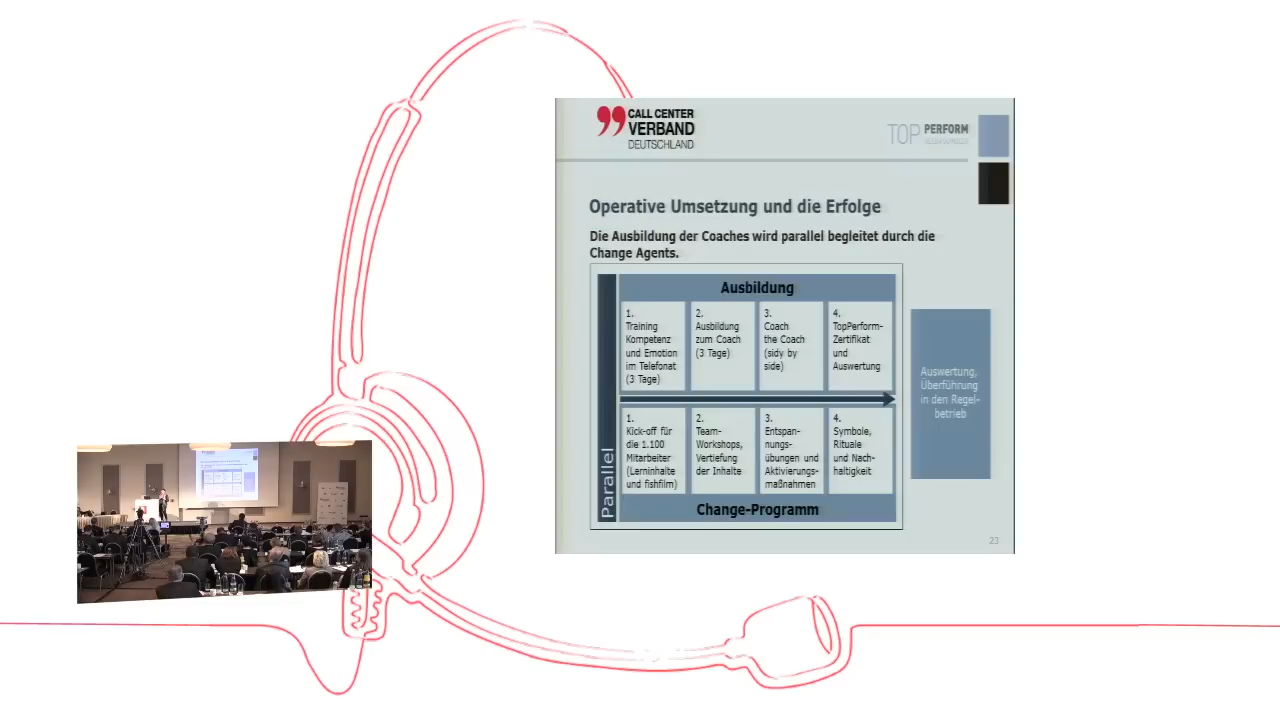 CALL CENTER
VERBAND
DEUTSCHLAND
TOP PERFORM
Operative Umsetzung und die Erfolge
Die Ausbildung der Coaches wird parallel begleitet durch die
Change Agents.
Parallel
Ausbildung
1.
Training
Kompetenz
und Emotion
im Telefonat
(3 Tage)
2.
Ausbildung
zum Coach
(3 Tage)
3.
Coach
the Coach
(sidy by
side)
4.
TopPerform-
Zertifikat
und
Auswertung
1.
Kick-off für
die 1.100
Mitarbeiter
(Lerninhalte
und fishfilm)
2.
Team-
Workshops,
Vertiefung
der Inhalte
3.
Entspan-
nungs-
übungen und
Aktivierungs-
maßnahmen
4.
Symbole,
Rituale
und Nach-
haltigkeit
Change-Programm
Auswertung,
Überführung
in den Regel-
betrieb
23